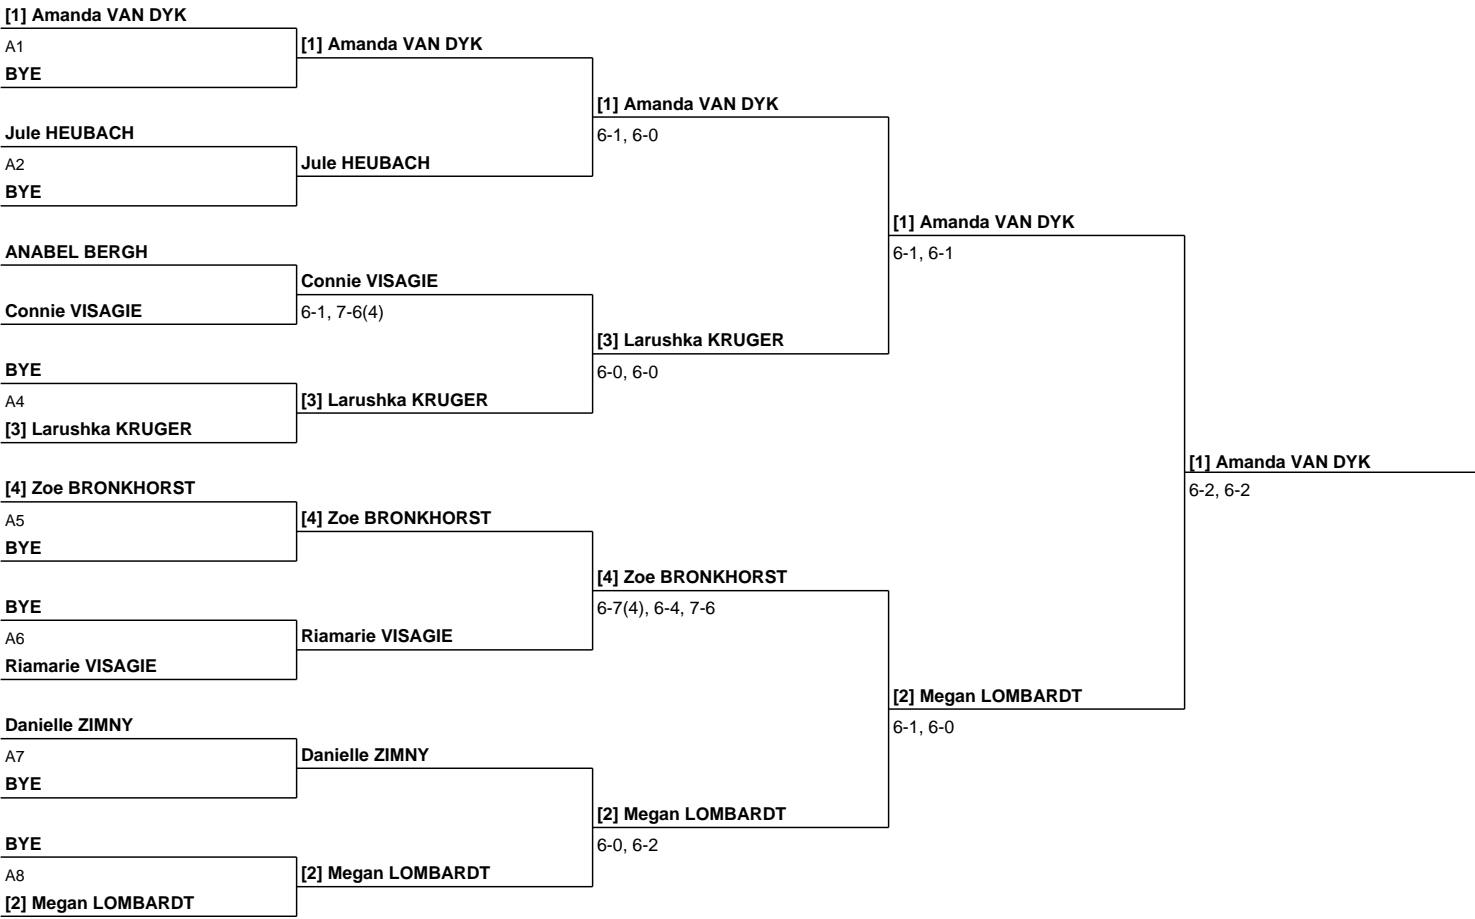 [1] Amanda VAN DYK
A1
BYE
Jule HEUBACH
A2
BYE
ANABEL BERGH
Connie VISAGIE
BYE
A4
[3] Larushka KRUGER
[4] Zoe BRONKHORST
A5
BYE
BYE
A6
Riamarie VISAGIE
Danielle ZIMNY
A7
BYE
BYE
A8
[2] Megan LOMBARDT
[1] Amanda VAN DYK
Jule HEUBACH
Connie VISAGIE
6-1, 7-6(4)
[3] Larushka KRUGER
[4] Zoe BRONKHORST
Riamarie VISAGIE
Danielle ZIMNY
[2] Megan LOMBARDT
[1] Amanda VAN DYK
6-1, 6-0
[3] Larushka KRUGER
6-0, 6-0
[4] Zoe BRONKHORST
6-7(4), 6-4, 7-6
[2] Megan LOMBARDT
6-0, 6-2
[1] Amanda VAN DYK
6-1, 6-1
[2] Megan LOMBARDT
6-1, 6-0
[1] Amanda VAN DYK
6-2, 6-2